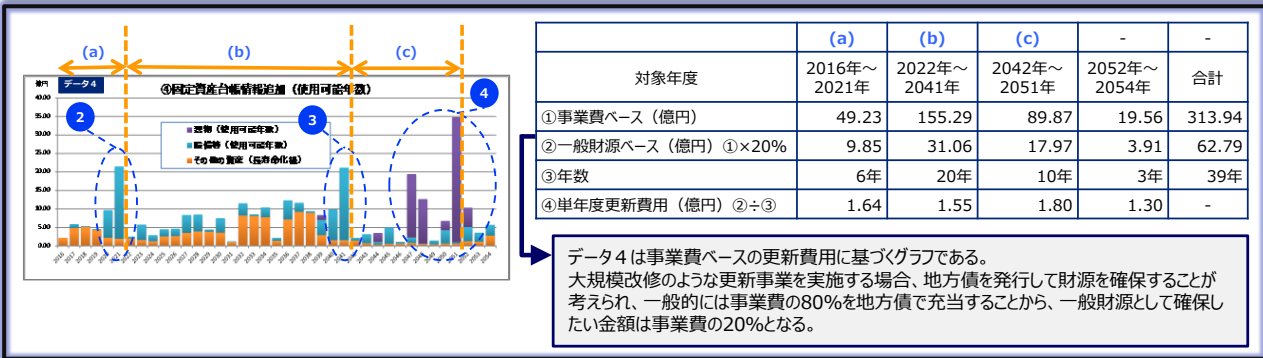 (a)
(b)
(c)
億円
データ4
④固定資産台帳情報追加（使用可能年数）
40.00
35.00
30.00
25.00
20.00
15.00
10.00
5.00
0.00
建物（使用可能年数）
設備等（使用可能年数）
その他の資産（長寿命化後）
2
3
4
2016 2017 2018 2019 2020 2021
2051 2052 2053 2054
(a) (b) (c) - -
対象年度 2016年～2021年 2022年～2041年 2042年～2051年 2052年～2054年 合計
①事業費ベース（億円） 49.23 155.29 89.87 19.56 313.94
②一般財源ベース（億円）①×20% 9.85 31.06 17.97 3.91 62.79
③年数 6年 20年 10年 3年 39年
④単年度更新費用（億円）②÷③ 1.64 1.55 1.80 1.30 -
データ４は事業費ベースの更新費用に基づくグラフである。
大規模改修のような更新事業を実施する場合、地方債を発行して財源を確保することが
考えられ、一般的には事業費の80%を地方債で充当することから、一般財源として確保し
たい金額は事業費の20%となる。